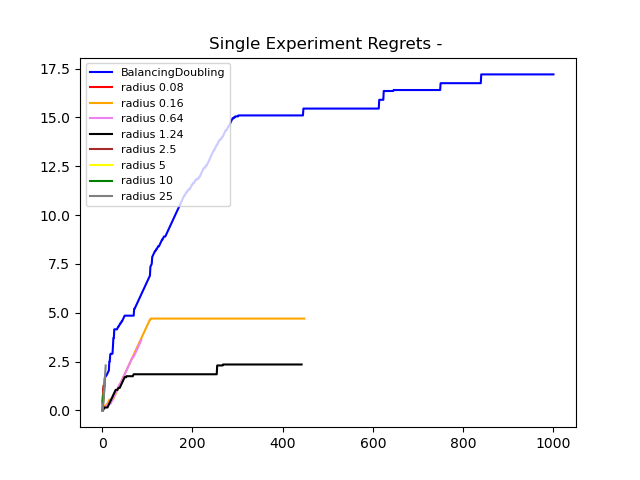 Single Experiment Regrets -
BalancingDoubling
radius 0.08
radius 0.16
radius 0.64
radius 1.24
radius 2.5
radius 5
radius 10
radius 25
17.5
15.0
12.5
10.0
7.5
5.0
2.5
0.0
0 200 400 600 800 1000